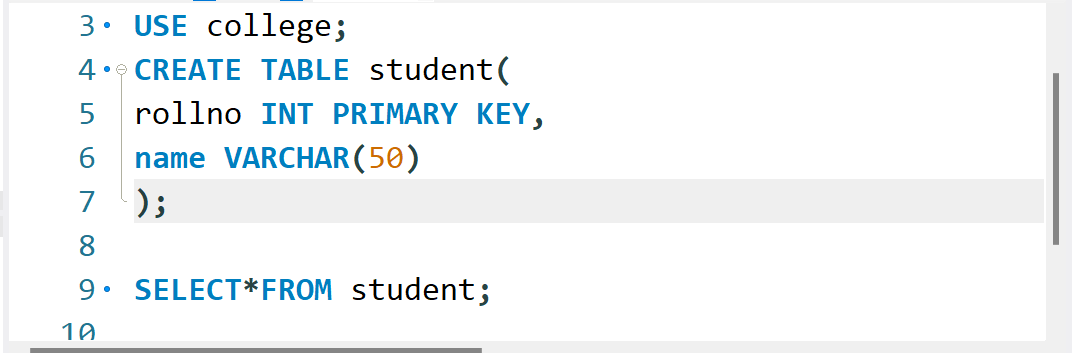 3 USE college;
4 CREATE TABLE student(
5 rollno INT PRIMARY KEY,
6 name VARCHAR(50)
7 );
8
9 SELECT*FROM student;
10